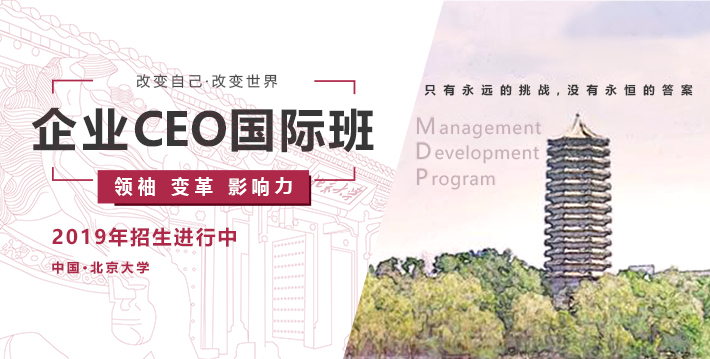 改变自己·改变世界
企业CEO国际班
领袖 变革 影响力
2019年招生进行中
中国·北京大学
只有永远的挑战,没有永恒的答案
Management
Development
Program